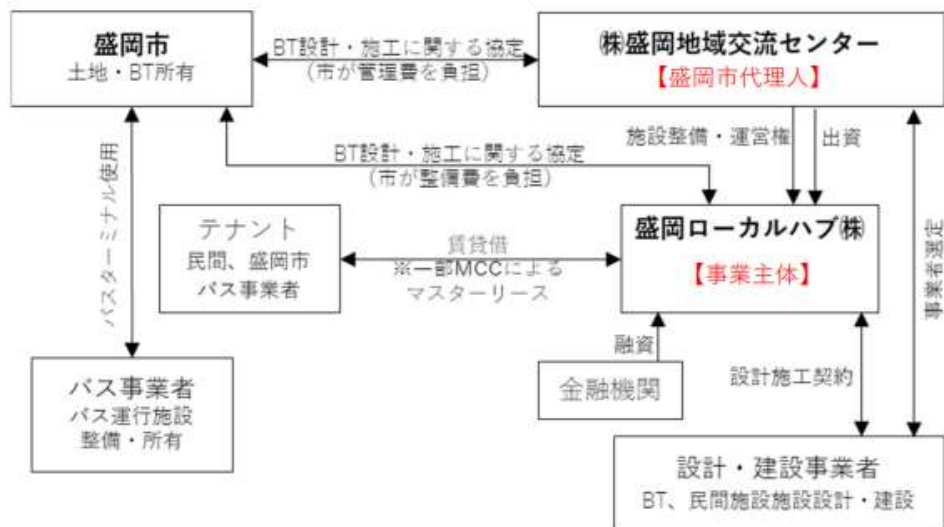 盛岡市
土地・BT所有
BT設計・施工に関する協定
(市が管理費を負担)
㈱盛岡地域交流センター
【盛岡市代理人】
施設整備・運営権
出資
BT設計・施工に関する協定
(市が整備費を負担)
バスターミナル使用
テナント
民間、盛岡市
バス事業者
賃貸借
※一部MCCによる
マスターリース
盛岡ローカルハブ㈱
【事業主体】
事業者選定
融資
金融機関
設計施工契約
バス事業者
バス運行施設
整備・所有
設計・建設事業者
BT、民間施設施設設計・建設